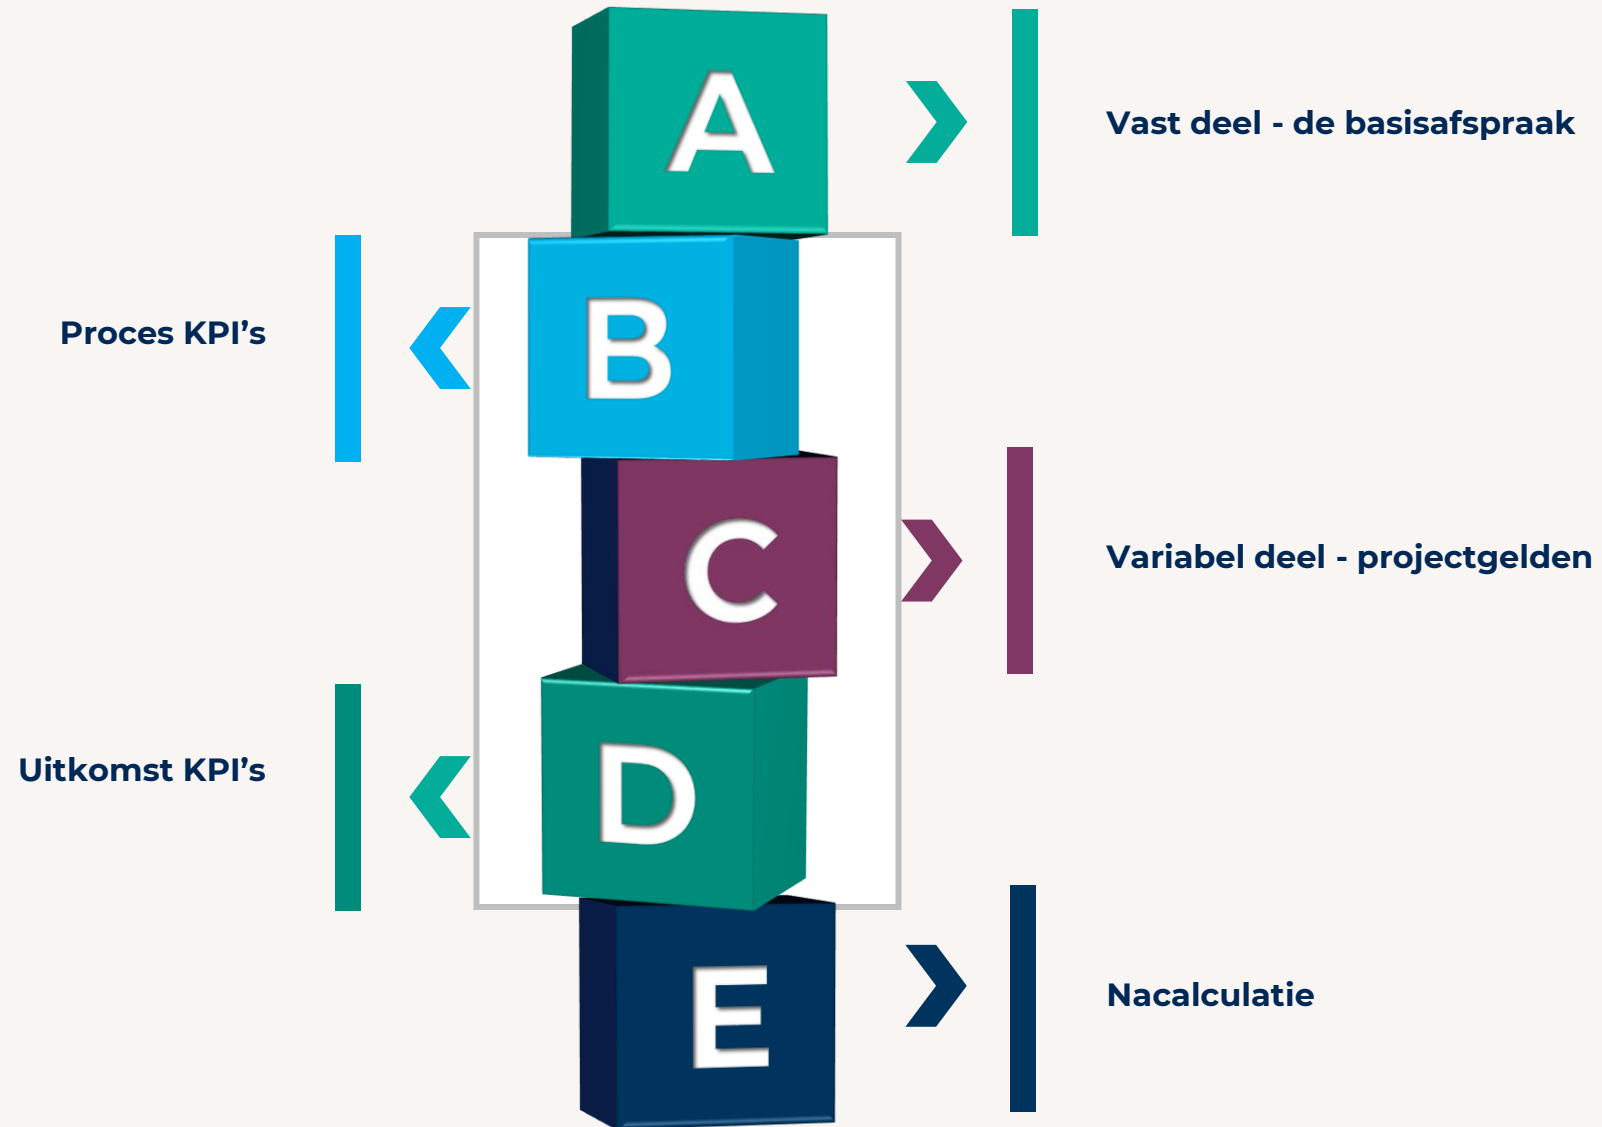 A
Vast deel - de basisafspraak
B
Proces KPI’s
C
Variabel deel - projectgelden
D
Uitkomst KPI’s
E
Nacalculatie